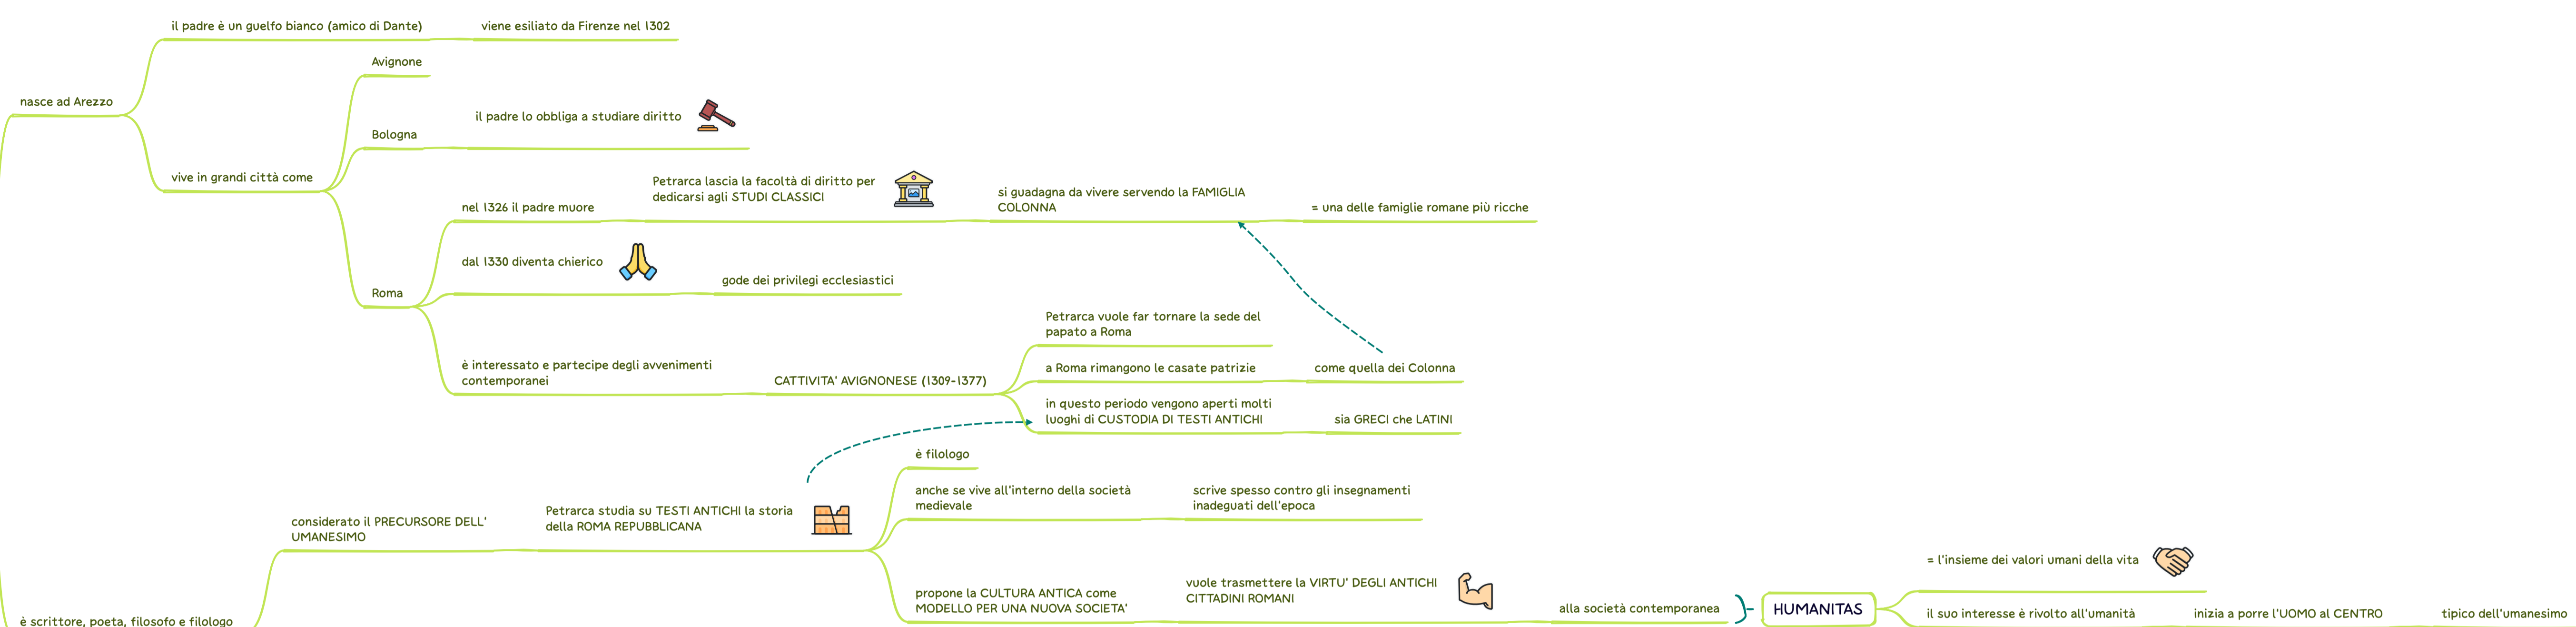 il padre è un guelfo bianco (amico di Dante)
viene esiliato da Firenze nel 1302
nasce ad Arezzo
vive in grandi città come
Avignone
Bologna
il padre lo obbliga a studiare diritto
Roma
nel 1326 il padre muore
Petrarca lascia la facoltà di diritto per
dedicarsi agli STUDI CLASSICI
si guadagna da vivere servendo la FAMIGLIA
COLONNA
= una delle famiglie romane più ricche
dal 1330 diventa chierico
gode dei privilegi ecclesiastici
è interessato e partecipe degli avvenimenti
contemporanei
CATTIVITA' AVIGNONESE (1309-1377)
Petrarca vuole far tornare la sede del
papato a Roma
a Roma rimangono le casate patrizie
come quella dei Colonna
in questo periodo vengono aperti molti
luoghi di CUSTODIA DI TESTI ANTICHI
sia GRECI che LATINI
è scrittore, poeta, filosofo e filologo
considerato il PRECURSORE DELL'
UMANESIMO
Petrarca studia su TESTI ANTICHI la storia
della ROMA REPUBBLICANA
è filologo
anche se vive all'interno della società
medievale
scrive spesso contro gli insegnamenti
inadeguati dell'epoca
propone la CULTURA ANTICA come
MODELLO PER UNA NUOVA SOCIETA'
vuole trasmettere la VIRTU' DEGLI ANTICHI
CITTADINI ROMANI
alla società contemporanea
HUMANITAS
= l'insieme dei valori umani della vita
il suo interesse è rivolto all'umanità
inizia a porre l'UOMO al CENTRO
tipico dell'umanesimo